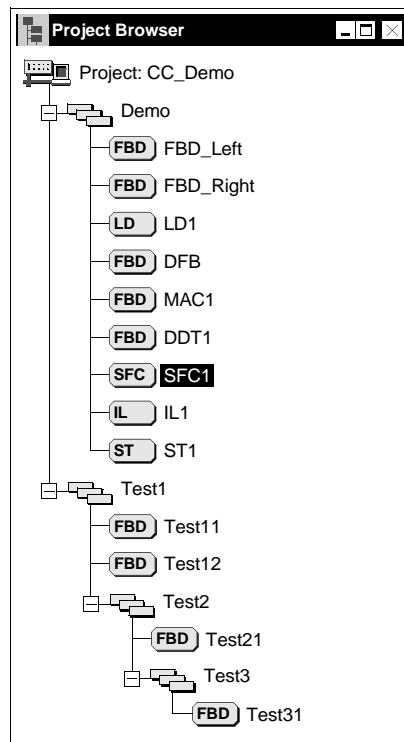 Project Browser
Project: CC_Demo
Demo
FBD FBD_Left
FBD FBD_Right
LD LD1
FBD DFB
FBD MAC1
FBD DDT1
SFC SFC1
IL IL1
ST ST1
Test1
FBD Test11
FBD Test12
Test2
FBD Test21
Test3
FBD Test31